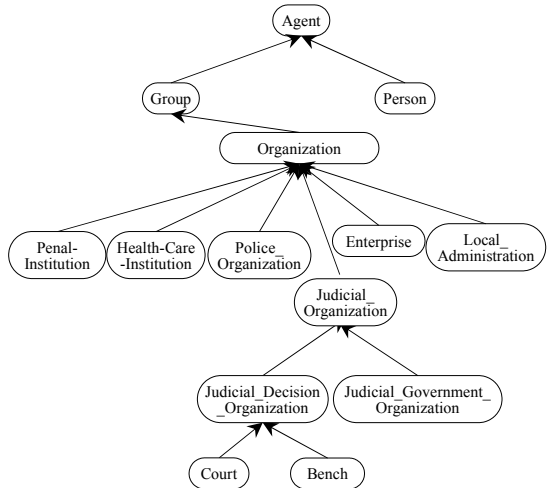 Agent
Group
Person
Organization
Penal-
Institution
Health-Care
-Institution
Police_
Organization
Enterprise
Local_
Administration
Judicial_
Organization
Judicial_Decision
_Organization
Judicial_Government_
Organization
Court
Bench